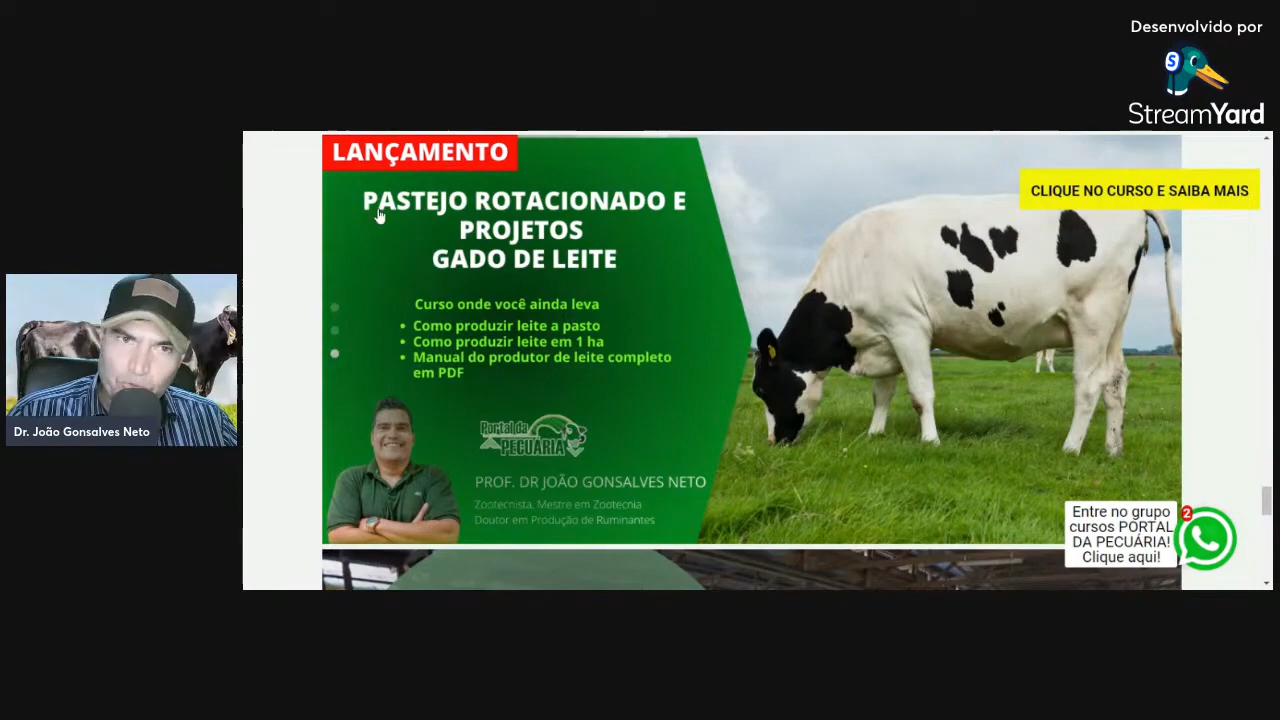 Desenvolvido por
StreamYard
LANÇAMENTO
PASTEJO ROTACIONADO E
PROJETOS
GADO DE LEITE
CLIQUE NO CURSO E SAIBA MAIS
Curso onde você ainda leva
• Como produzir leite a pasto
• Como produzir leite em 1 ha
• Manual do produtor de leite completo
em PDF
Portal da
PECUÁRIA
PROF. DR JOÃO GONSALVES NETO
Zootecnista, Mestre em Zootecnia
Doutor em Produção de Ruminantes
Dr. João Gonsalves Neto
Entre no grupo
cursos PORTAL
DA PECUÁRIA!
Clique aqui!
2